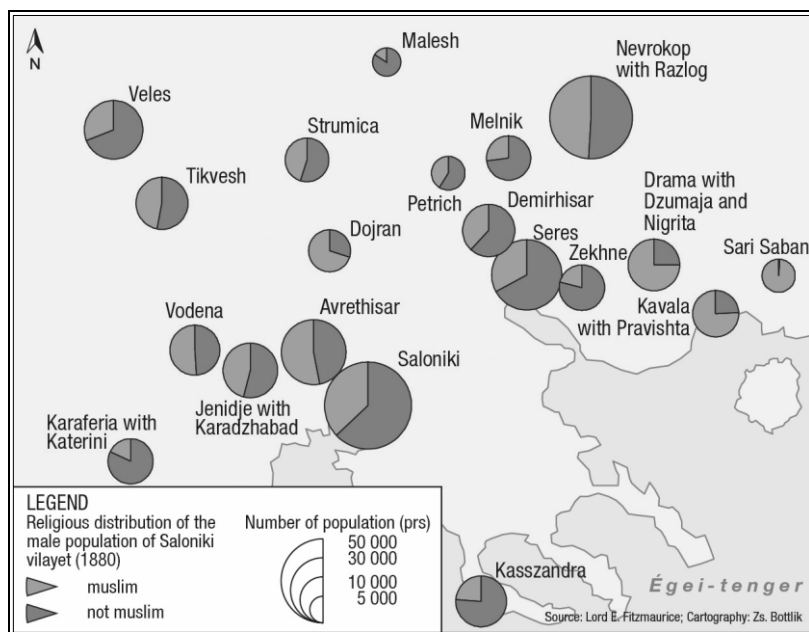 N
Malesh
Nevrokop
with Razlog
Veles
Strumica
Melnik
Tikvesh
Petrich
Demirhisar
Drama with
Dzumaja and
Nigrita
Dojran
Seres
Zekhne
Sari Saban
Vodena
Avrethisar
Kavala
with Pravishta
Saloniki
Jenidje with
Karadzhabad
Karaferia with
Katerini
LEGEND
Religious distribution of the
male population of Saloniki
vilayet (1880)
muslim
not muslim
Number of population (prs)
50 000
30 000
10 000
5 000
Kasszandra
Égei-tenger
Source: Lord E. Fitzmaurice; Cartography: Zs. Bottlik